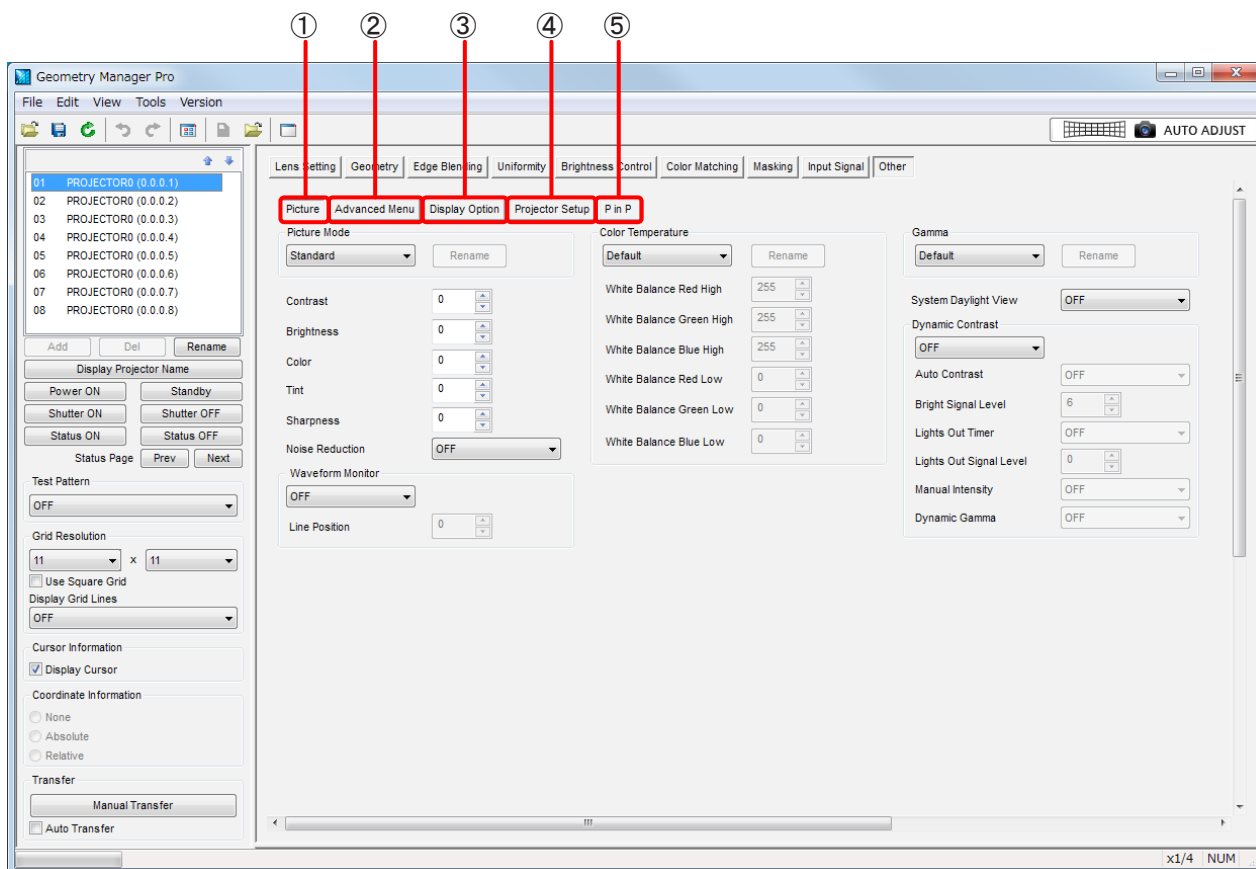 ① ② ③ ④ ⑤
Geometry Manager Pro
File Edit View Tools Version
AUTO ADJUST
01 PROJECTOR0 (0.0.0.1)
02 PROJECTOR0 (0.0.0.2)
03 PROJECTOR0 (0.0.0.3)
04 PROJECTOR0 (0.0.0.4)
05 PROJECTOR0 (0.0.0.5)
06 PROJECTOR0 (0.0.0.6)
07 PROJECTOR0 (0.0.0.7)
08 PROJECTOR0 (0.0.0.8)
Add Del Rename
Display Projector Name
Power ON Standby
Shutter ON Shutter OFF
Status ON Status OFF
Status Page Prev Next
Test Pattern
OFF
Grid Resolution
11 x 11
Use Square Grid
Display Grid Lines
OFF
Cursor Information
Display Cursor
Coordinate Information
None
Absolute
Relative
Transfer
Manual Transfer
Auto Transfer
Lens Setting Geometry Edge Blending Uniformity Brightness Control Color Matching Masking Input Signal Other
Picture Advanced Menu Display Option Projector Setup P in P
Picture Mode
Standard Rename
Contrast 0
Brightness 0
Color 0
Tint 0
Sharpness 0
Noise Reduction OFF
Waveform Monitor
OFF
Line Position 0
Color Temperature
Default Rename
White Balance Red High 255
White Balance Green High 255
White Balance Blue High 255
White Balance Red Low 0
White Balance Green Low 0
White Balance Blue Low 0
Gamma
Default Rename
System Daylight View OFF
Dynamic Contrast
OFF
Auto Contrast OFF
Bright Signal Level 6
Lights Out Timer OFF
Lights Out Signal Level 0
Manual Intensity OFF
Dynamic Gamma OFF
x1/4 NUM